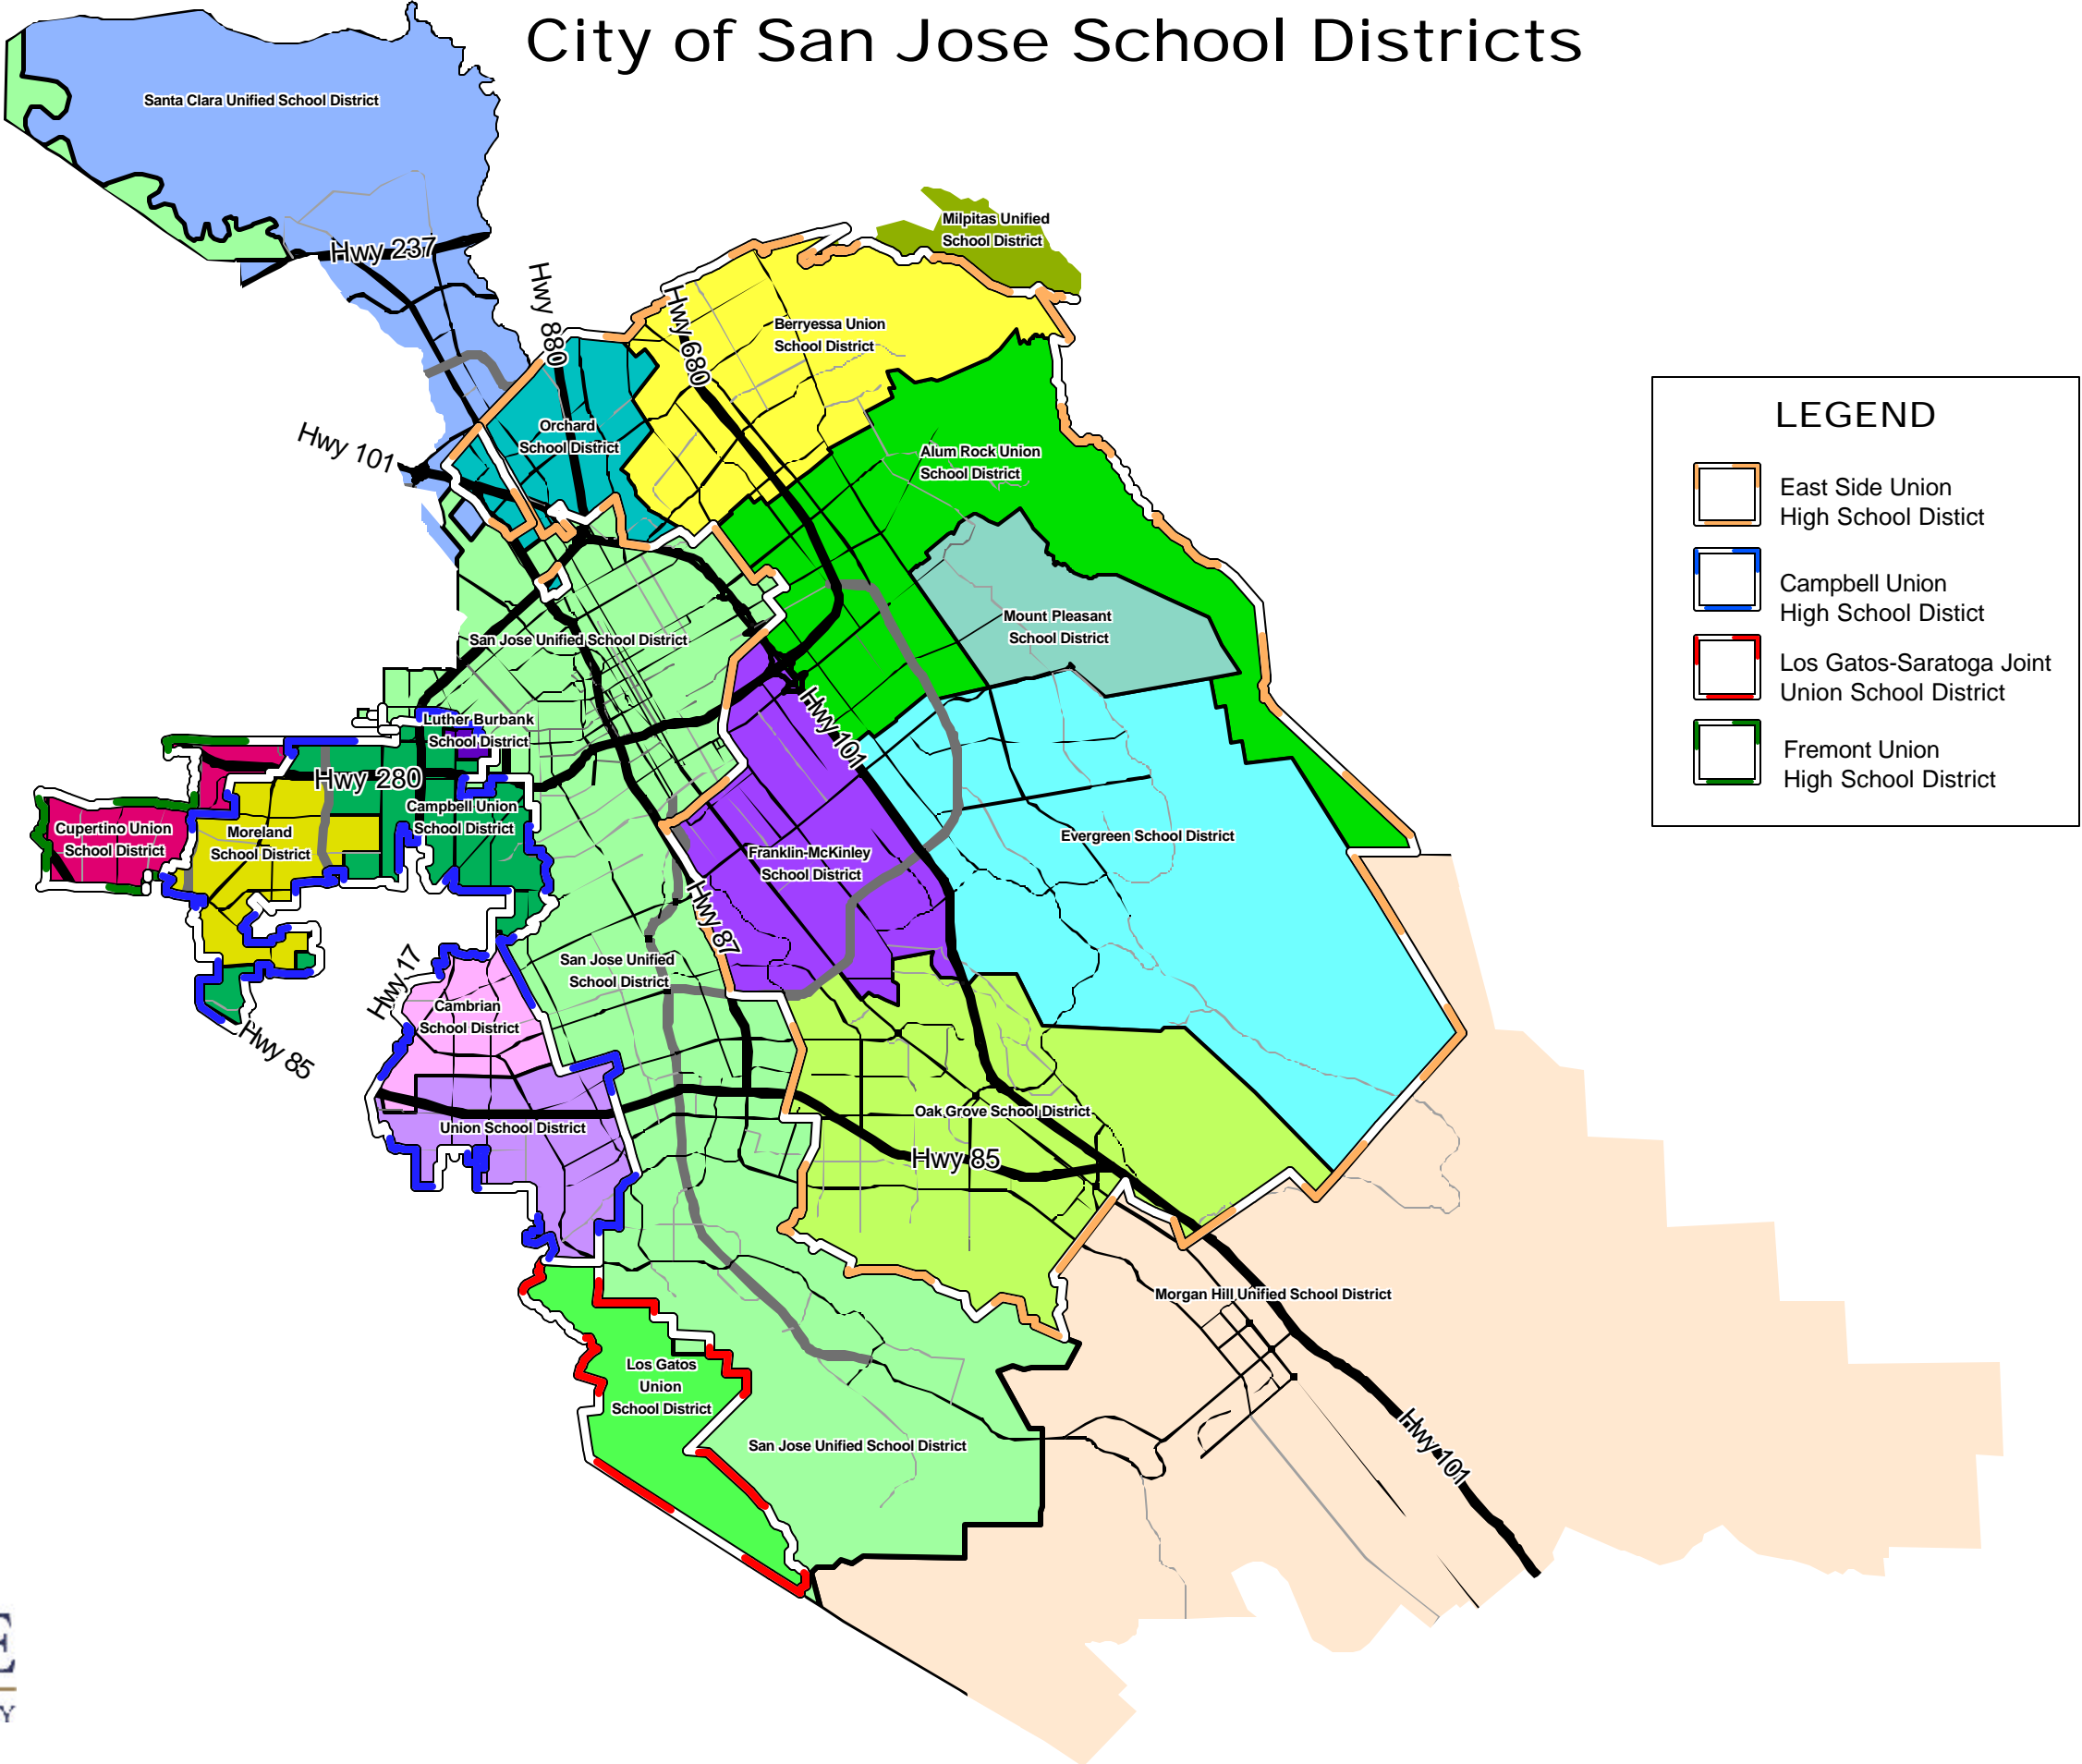 City of San Jose School Districts
Santa Clara Unified School District
Milpitas Unified
School District
Hwy 237
Hwy 880
Hwy 680
Berryessa Union
School District
Hwy 101
Orchard
School District
Alum Rock Union
School District
LEGEND
East Side Union
High School Distict
Campbell Union
High School Distict
Los Gatos-Saratoga Joint
Union School District
Fremont Union
High School District
Mount Pleasant
School District
San Jose Unified School District
Hwy 101
Luther Burbank
School District
Hwy 280
Campbell Union
School District
Cupertino Union
School District
Moreland
School District
Evergreen School District
Franklin-McKinley
School District
Hwy 87
San Jose Unified
School District
Hwy 17
Cambrian
School District
Hwy 85
Oak Grove School District
Union School District
Hwy 85
Morgan Hill Unified School District
Los Gatos
Union
School District
San Jose Unified School District
Hwy 101
E
Y